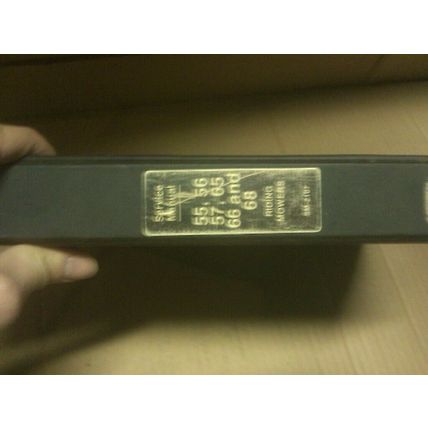 Service
Manual
55, 56
57, 65
66 and
68
RIDING
MOWERS